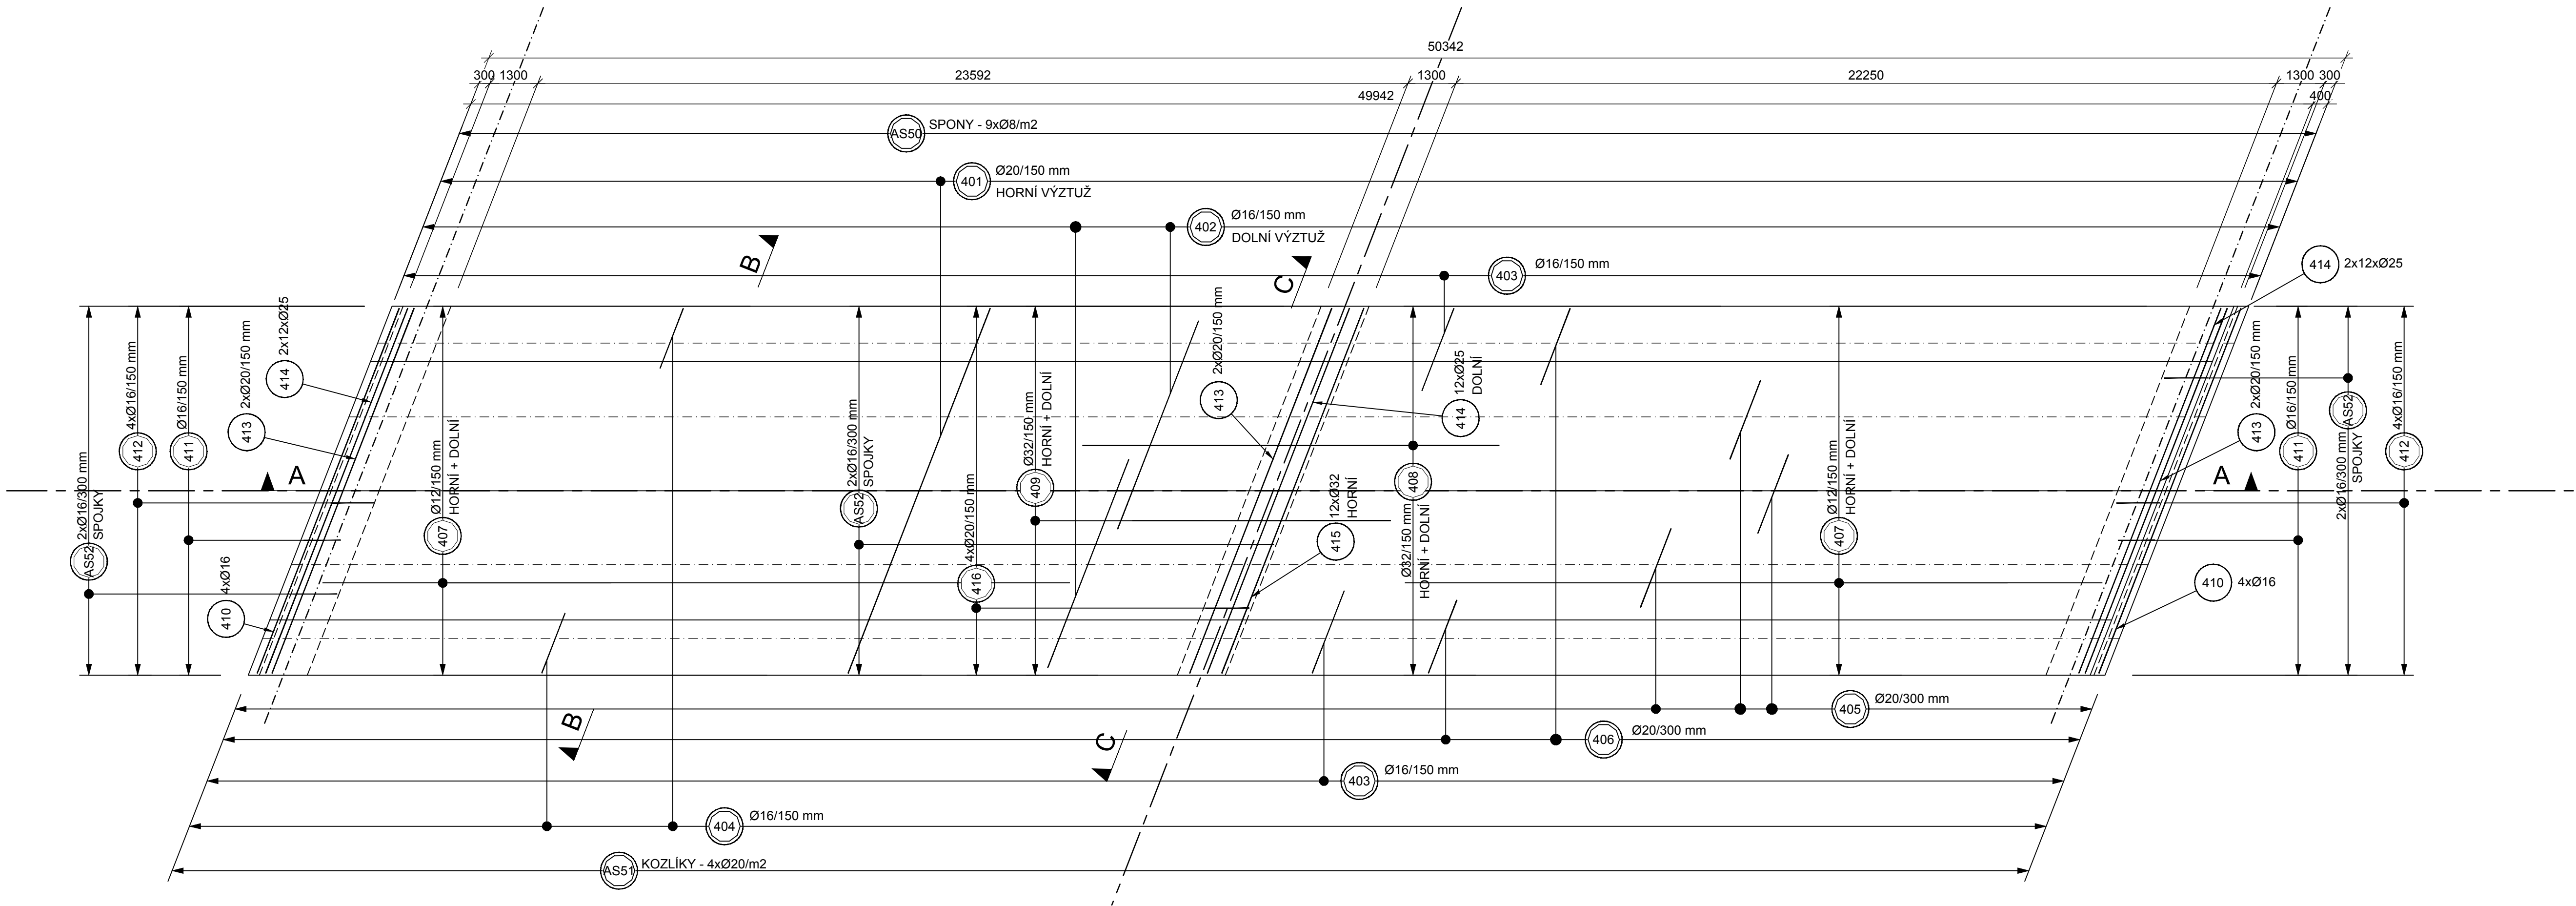 50342
300 1300 23592 1300 22250 1300 300
49942 400
AS50 SPONY - 9xØ8/m2
401 Ø20/150 mm
HORNÍ VÝZTUŽ
402 Ø16/150 mm
DOLNÍ VÝZTUŽ
403 Ø16/150 mm
B
C
414 2x12xØ25
AS52 2xØ16/300 mm
SPOJKY
412 4xØ16/150 mm
411 Ø16/150 mm
413 2xØ20/150 mm
414 2x12xØ25
410 4xØ16
A
407 Ø12/150 mm
HORNÍ + DOLNÍ
AS52 2xØ16/300 mm
SPOJKY
416 4xØ20/150 mm
409 Ø32/150 mm
HORNÍ + DOLNÍ
413 2xØ20/150 mm
415 12xØ32
HORNÍ
408 Ø32/150 mm
HORNÍ + DOLNÍ
414 12xØ25
DOLNÍ
407 Ø12/150 mm
HORNÍ + DOLNÍ
A
413 2xØ20/150 mm
411 Ø16/150 mm
AS52 2xØ16/300 mm
SPOJKY
412 4xØ16/150 mm
410 4xØ16
405 Ø20/300 mm
B
C
406 Ø20/300 mm
403 Ø16/150 mm
404 Ø16/150 mm
AS51 KOZLÍKY - 4xØ20/m2